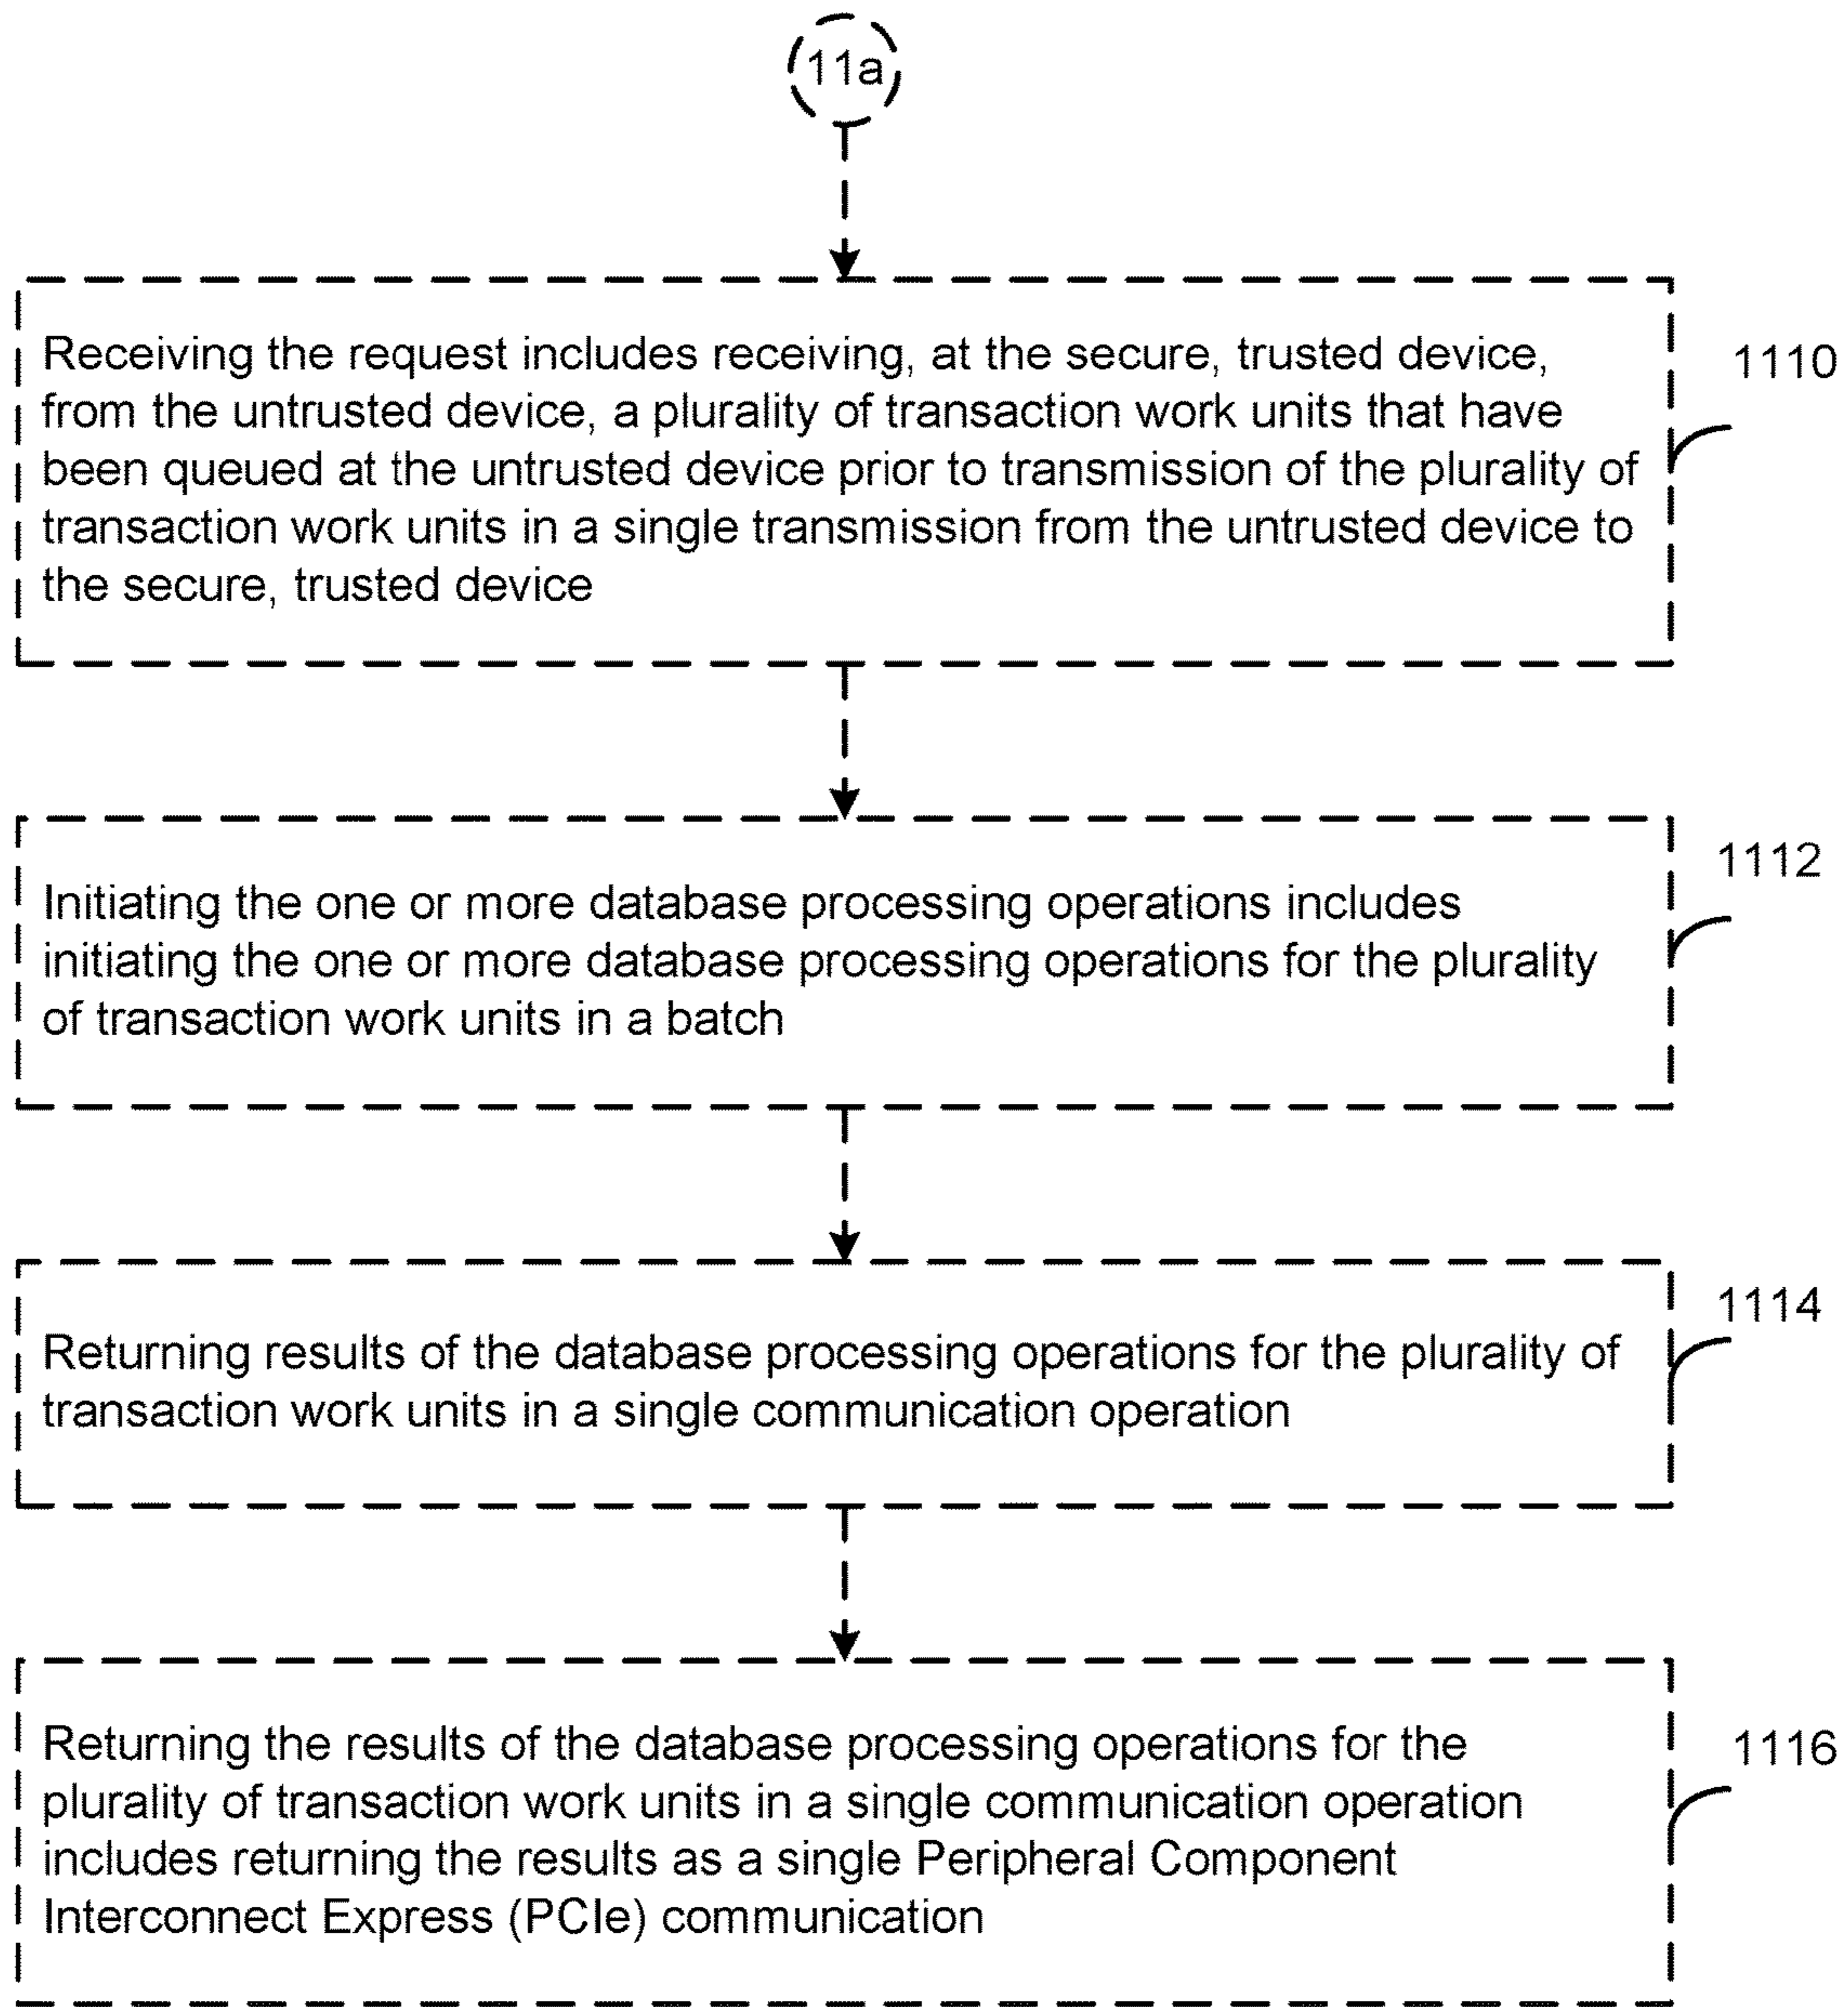 11a
Receiving the request includes receiving, at the secure, trusted device,
from the untrusted device, a plurality of transaction work units that have
been queued at the untrusted device prior to transmission of the plurality of
transaction work units in a single transmission from the untrusted device to
the secure, trusted device
1110
Initiating the one or more database processing operations includes
initiating the one or more database processing operations for the plurality
of transaction work units in a batch
1112
Returning results of the database processing operations for the plurality of
transaction work units in a single communication operation
1114
Returning the results of the database processing operations for the
plurality of transaction work units in a single communication operation
includes returning the results as a single Peripheral Component
Interconnect Express (PCIe) communication
1116